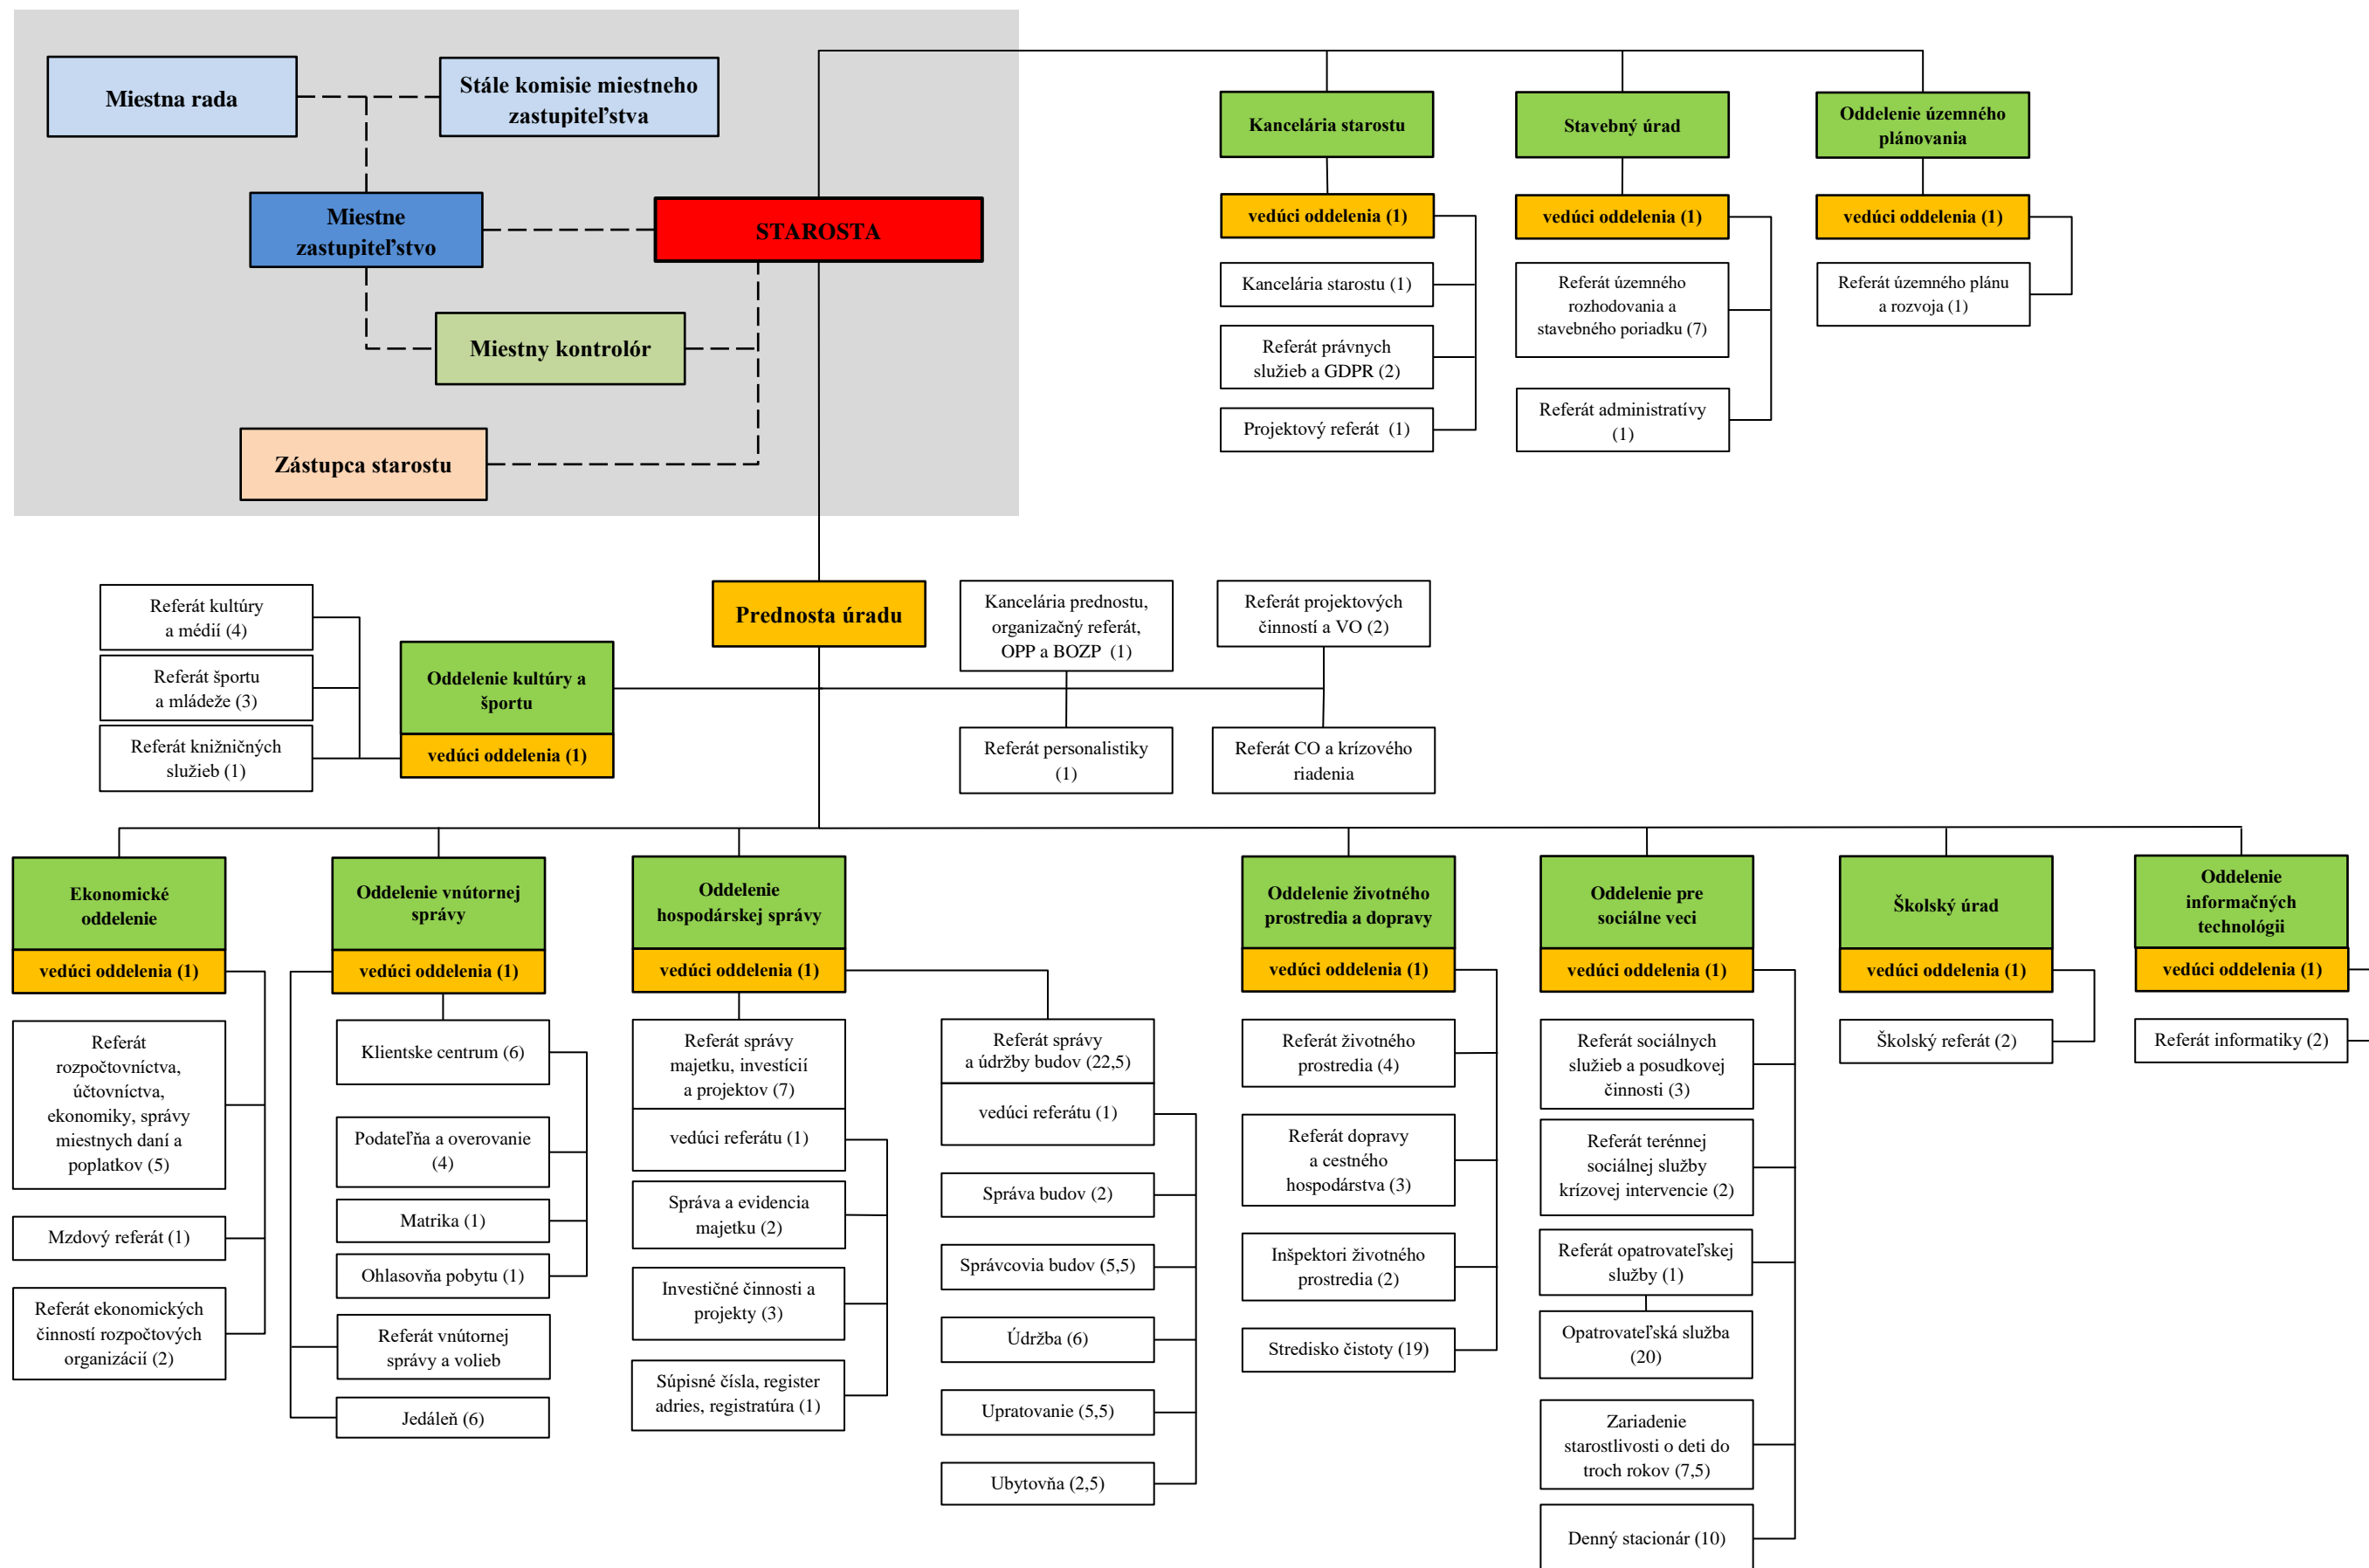 Miestna rada
Stále komisie miestneho
zastupiteľstva
Miestne
zastupiteľstvo
STAROSTA
Miestny kontrolór
Zástupca starostu
Kancelária starostu
vedúci oddelenia (1)
Kancelária starostu (1)
Referát právnych
služieb a GDPR (2)
Projektový referát (1)
Stavebný úrad
vedúci oddelenia (1)
Referát územného
rozhodovania a
stavebného poriadku (7)
Referát administratívy
(1)
Oddelenie územného
plánovania
vedúci oddelenia (1)
Referát územného plánu
a rozvoja (1)
Prednosta úradu
Referát kultúry
a médií (4)
Referát športu
a mládeže (3)
Referát knižničných
služieb (1)
Oddelenie kultúry a
športu
vedúci oddelenia (1)
Kancelária prednostu,
organizačný referát,
OPP a BOZP (1)
Referát projektových
činností a VO (2)
Referát personalistiky
(1)
Referát CO a krízového
riadenia
Ekonomické
oddelenie
vedúci oddelenia (1)
Referát
rozpočtovníctva,
účtovníctva,
ekonomiky, správy
miestnych daní a
poplatkov (5)
Mzdový referát (1)
Referát ekonomických
činností rozpočtových
organizácií (2)
Oddelenie vnútornej
správy
vedúci oddelenia (1)
Klientske centrum (6)
Podateľňa a overovanie
(4)
Matrika (1)
Ohlasovňa pobytu (1)
Referát vnútornej
správy a volieb
Jedáleň (6)
Oddelenie
hospodárskej správy
vedúci oddelenia (1)
Referát správy
majetku, investícií
a projektov (7)
vedúci referátu (1)
Správa a evidencia
majetku (2)
Investičné činnosti a
projekty (3)
Súpisné čísla, register
adries, registratúra (1)
Referát správy
a údržby budov (22,5)
vedúci referátu (1)
Správa budov (2)
Správcovia budov (5,5)
Údržba (6)
Upratovanie (5,5)
Ubytovňa (2,5)
Oddelenie životného
prostredia a dopravy
vedúci oddelenia (1)
Referát životného
prostredia (4)
Referát dopravy
a cestného
hospodárstva (3)
Inšpektori životného
prostredia (2)
Stredisko čistoty (19)
Oddelenie pre
sociálne veci
vedúci oddelenia (1)
Referát sociálnych
služieb a posudkovej
činnosti (3)
Referát terénnej
sociálnej služby
krízovej intervencie (2)
Referát opatrovateľskej
služby (1)
Opatrovateľská služba
(20)
Zariadenie
starostlivosti o deti do
troch rokov (7,5)
Denný stacionár (10)
Školský úrad
vedúci oddelenia (1)
Školský referát (2)
Oddelenie
informačných
technológii
vedúci oddelenia (1)
Referát informatiky (2)